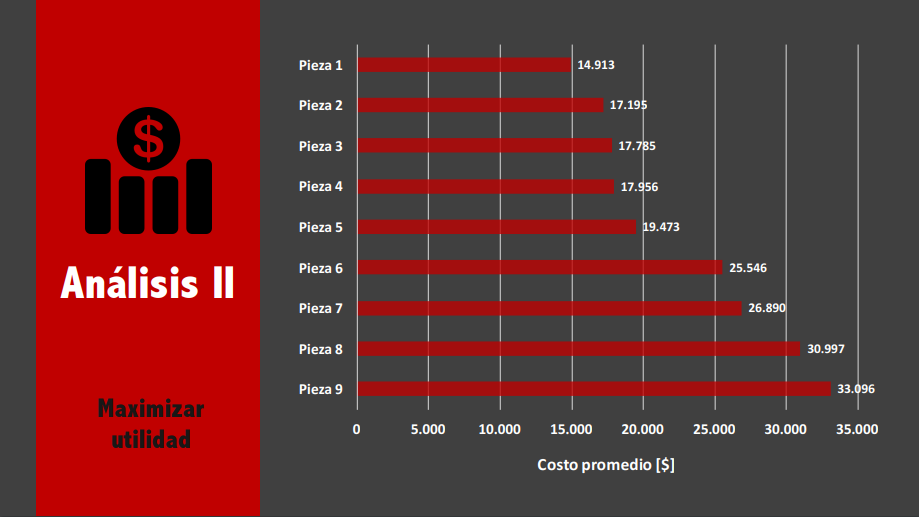 $
Análisis II
Maximizar
utilidad
Pieza 1 14.913
Pieza 2 17.195
Pieza 3 17.785
Pieza 4 17.956
Pieza 5 19.473
Pieza 6 25.546
Pieza 7 26.890
Pieza 8 30.997
Pieza 9 33.096
0 5.000 10.000 15.000 20.000 25.000 30.000 35.000
Costo promedio [$]